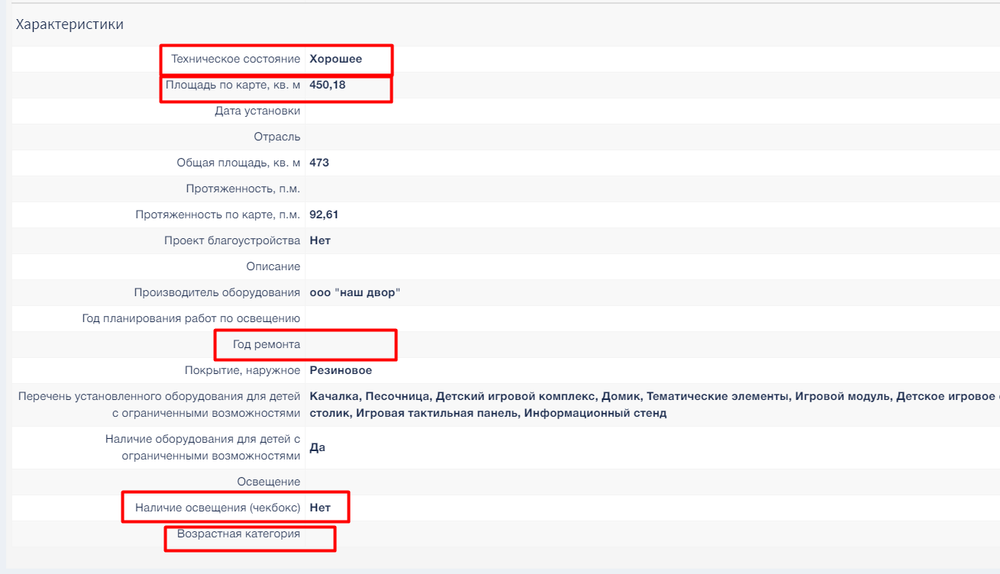 Характеристики
Техническое состояние Хорошее
Площадь по карте, кв. м 450,18
Дата установки
Отрасль
Общая площадь, кв. м 473
Протяженность, п.м.
Протяженность по карте, п.м. 92,61
Проект благоустройства Нет
Описание
Производитель оборудования ооо "наш двор"
Год планирования работ по освещению
Год ремонта
Покрытие, наружное Резиновое
Перечень установленного оборудования для детей Качалка, Песочница, Детский игровой комплекс, Домик, Тематические элементы, Игровой модуль, Детское игровое
с ограниченными возможностями столик, Игровая тактильная панель, Информационный стенд
Наличие оборудования для детей с
ограниченными возможностями Да
Освещение
Наличие освещения (чекбокс) Нет
Возрастная категория